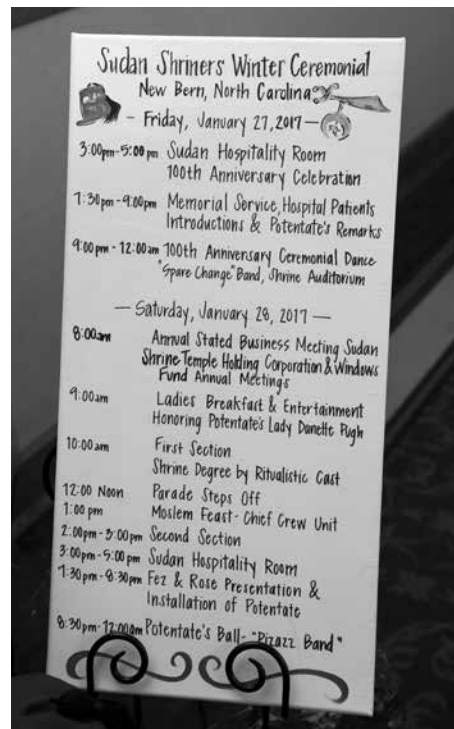 Sudan Shriners Winter Ceremonial
New Bern, North Carolina
- Friday, January 27, 2017 -
3:00pm-5:00pm Sudan Hospitality Room
100th Anniversary Celebration
7:30pm-9:00pm Memorial Service, Hospital Patients
Introductions & Potentate's Remarks
9:00pm - 12:00am 100th Anniversary Ceremonial Dance
"Spare Change" Band, Shrine Auditorium
- Saturday, January 28, 2017 -
8:00am Annual Stated Business Meeting Sudan
Shrine Temple Holding Corporation & Windows
Fund Annual Meetings
9:00am Ladies Breakfast & Entertainment
Honoring Potentate's Lady Danette Pugh
10:00am First Section
Shrine Degree by Ritualistic Cast
12:00 Noon Parade Steps Off
1:00 pm Moslem Feast - Chief Crew Unit
2:00pm-3:00pm Second Section
3:00pm-5:00pm Sudan Hospitality Room
7:30pm-8:30pm Fez & Rose Presentation &
Installation of Potentate
8:30pm-12:00am Potentate's Ball - "Pizazz Band"